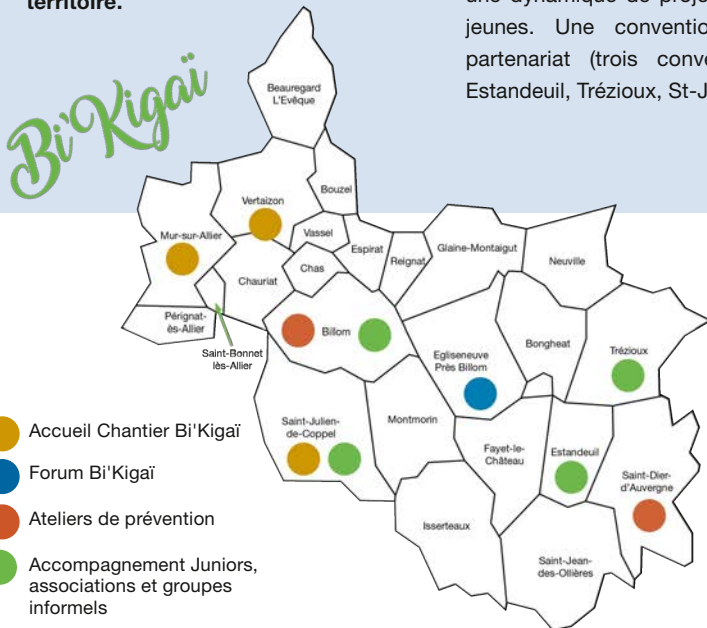 territoire.
une dynamique de proje
jeunes. Une convention
partenariat (trois conve
Estandeuil, Trézioux, St-J
Bi'Kigaï
Beauregard
L'Evêque
Vertaizon
Bouzel
Mur-sur-Allier
Vassel
Espirat
Reignat
Glaine-Montaigut
Neuville
Chauriat
Chas
Pérignat-
ès-Allier
Saint-Bonnet
lès-Allier
Billom
Egliseneuve
Près Billom
Bongheat
Trézioux
Saint-Julien-
de-Coppel
Montmorin
Fayet-le-
Château
Estandeuil
Saint-Dier-
d'Auvergne
Isserteaux
Saint-Jean-
des-Ollières
Accueil Chantier Bi'Kigaï
Forum Bi'Kigaï
Ateliers de prévention
Accompagnement Juniors,
associations et groupes
informels